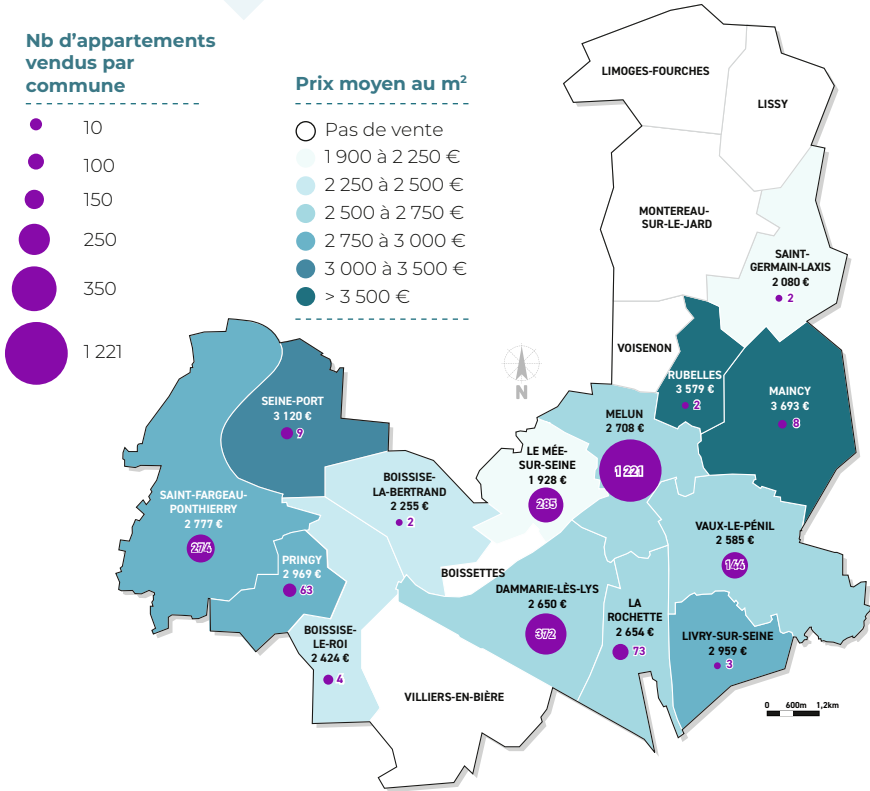 Nb d’appartements
vendus par
commune
10
100
150
250
350
1 221
Prix moyen au m²
Pas de vente
1 900 à 2 250 €
2 250 à 2 500 €
2 500 à 2 750 €
2 750 à 3 000 €
3 000 à 3 500 €
> 3 500 €
LIMOGES-FOURCHES
LISSY
MONTEREAU-
SUR-LE-JARD
SAINT-
GERMAIN-LAXIS
2 080 €
2
VOISENON
RUBELLES
3 579 €
2
MAINCY
3 693 €
8
N
SEINE-PORT
3 120 €
9
MELUN
2 708 €
1 221
LE MÉE-
SUR-SEINE
1 928 €
285
BOISSISE-
LA-BERTRAND
2 255 €
2
SAINT-FARGEAU-
PONTHIERRY
2 777 €
274
VAUX-LE-PÉNIL
2 585 €
144
PRINGY
2 969 €
63
BOISSETTES
DAMMARIE-LÈS-LYS
2 650 €
372
LA
ROCHETTE
2 654 €
73
BOISSISE-
LE-ROI
2 424 €
4
LIVRY-SUR-SEINE
2 959 €
3
VILLIERS-EN-BIÈRE
0 600m 1,2km